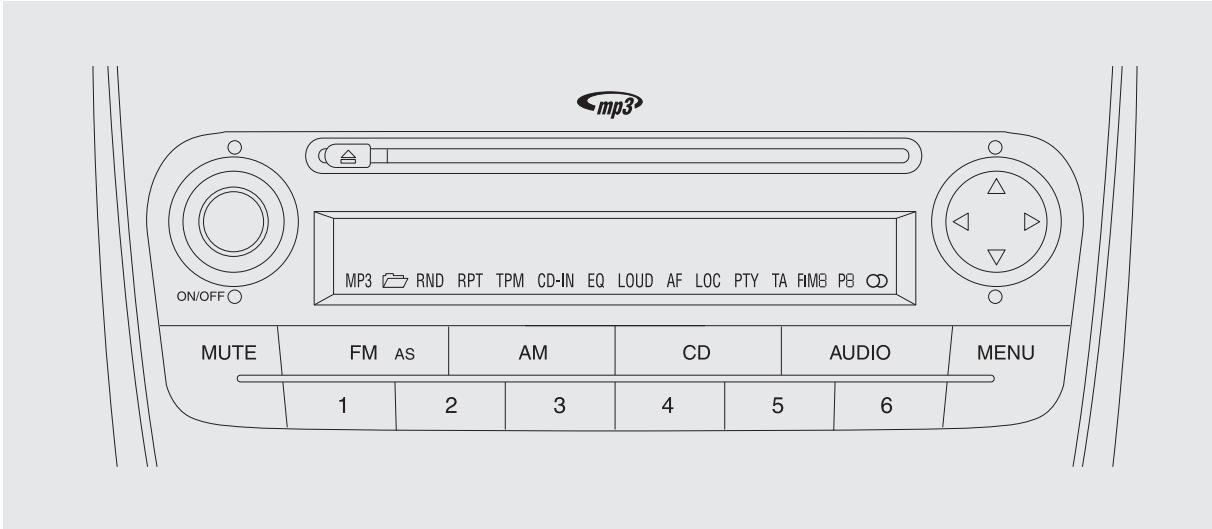 mp3
MP3 RND RPT TPM CD-IN EQ LOUD AF LOC PTY TA FIM8 P8
ON/OFF
MUTE FM AS AM CD AUDIO MENU
1 2 3 4 5 6